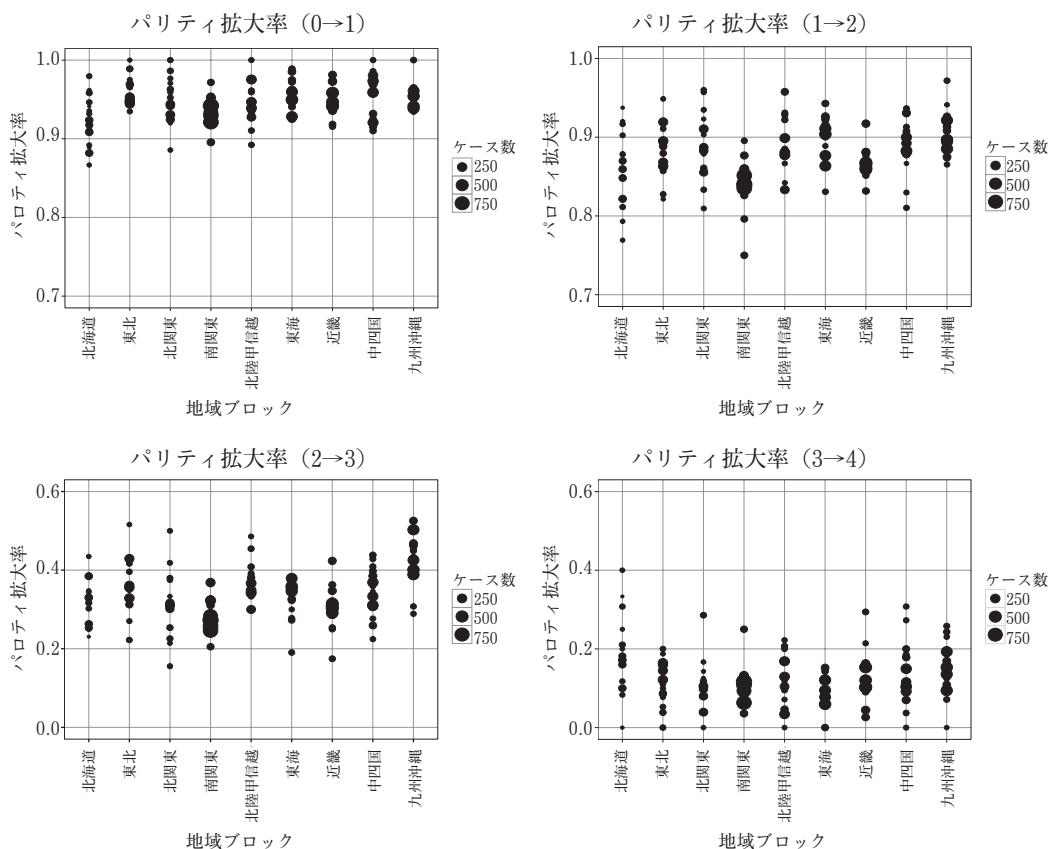 パリティ拡大率（0→1）
パロティ拡大率
1.0
0.9
0.8
0.7
北海道
東北
北関東
南関東
北陸甲信越
東海
近畿
中四国
九州沖縄
地域ブロック
ケース数
250
500
750
パリティ拡大率（1→2）
パロティ拡大率
1.0
0.9
0.8
0.7
北海道
東北
北関東
南関東
北陸甲信越
東海
近畿
中四国
九州沖縄
地域ブロック
ケース数
250
500
750
パリティ拡大率（2→3）
パロティ拡大率
0.6
0.4
0.2
0.0
北海道
東北
北関東
南関東
北陸甲信越
東海
近畿
中四国
九州沖縄
地域ブロック
ケース数
250
500
750
パリティ拡大率（3→4）
パロティ拡大率
0.6
0.4
0.2
0.0
北海道
東北
北関東
南関東
北陸甲信越
東海
近畿
中四国
九州沖縄
地域ブロック
ケース数
250
500
750